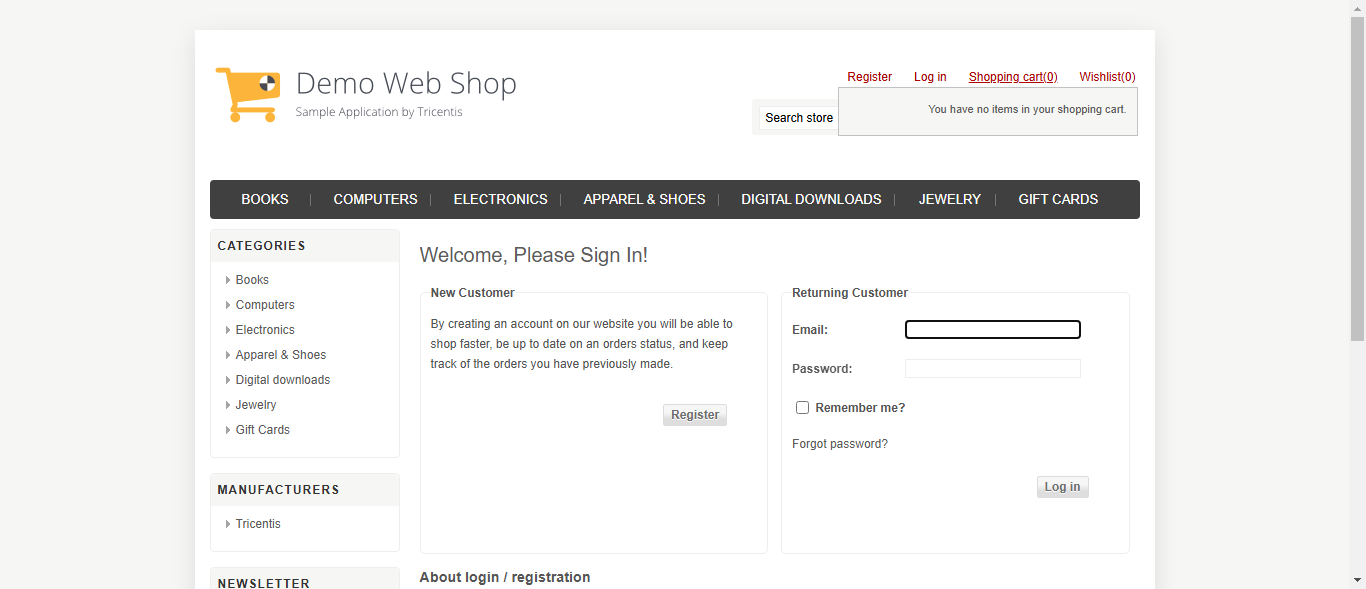 Demo Web Shop
Sample Application by Tricentis
Register Log in Shopping cart(0) Wishlist(0)
You have no items in your shopping cart.
Search store
BOOKS COMPUTERS ELECTRONICS APPAREL & SHOES DIGITAL DOWNLOADS JEWELRY GIFT CARDS
CATEGORIES
Books
Computers
Electronics
Apparel & Shoes
Digital downloads
Jewelry
Gift Cards
MANUFACTURERS
Tricentis
NEWSLETTER
Welcome, Please Sign In!
New Customer
By creating an account on our website you will be able to
shop faster, be up to date on an orders status, and keep
track of the orders you have previously made.
Register
Returning Customer
Email:
Password:
Remember me?
Forgot password?
Log in
About login / registration